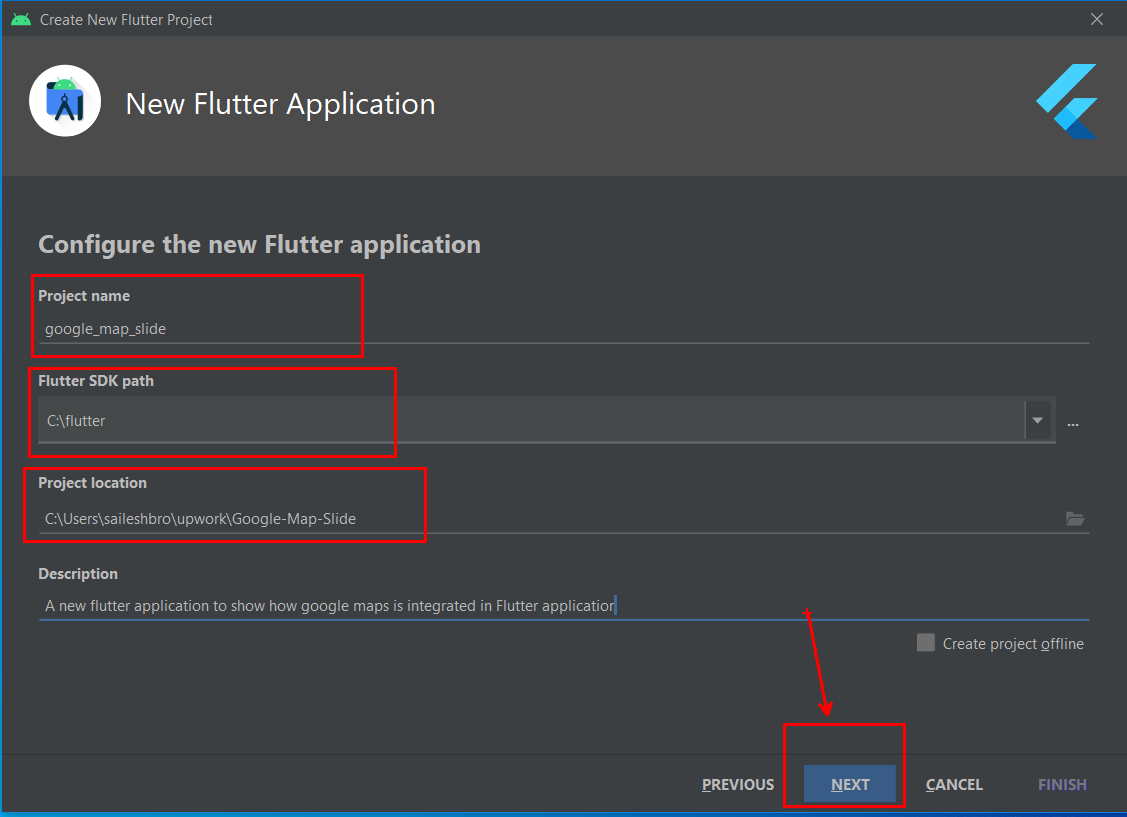 Create New Flutter Project
New Flutter Application
Configure the new Flutter application
Project name
google_map_slide
Flutter SDK path
C:\flutter
...
Project location
C:\Users\saileshbro\upwork\Google-Map-Slide
Description
A new flutter application to show how google maps is integrated in Flutter application
Create project offline
PREVIOUS NEXT CANCEL FINISH